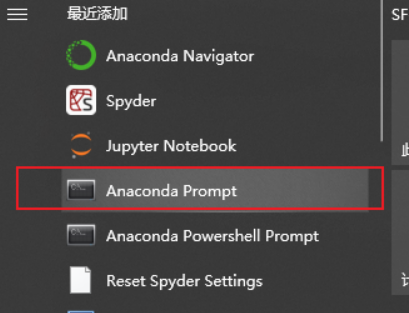 最近添加
SF
Anaconda Navigator
Spyder
Jupyter Notebook
Anaconda Prompt
Anaconda Powershell Prompt
Reset Spyder Settings